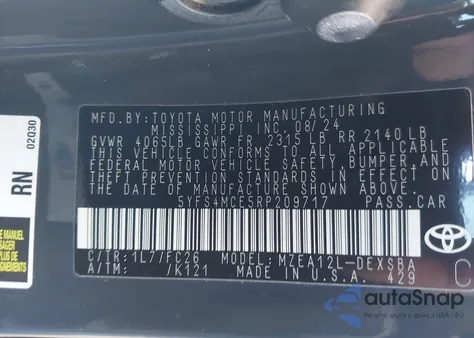 MFD. BY: TOYOTA MOTOR MANUFACTURING
MISSISSIPPI INC. 08/24
GVWR 4065LB GAWR FR 2315 LB RR 2140 LB
THIS VEHICLE CONFORMS TO ALL APPLICABLE
FEDERAL MOTOR VEHICLE SAFETY, BUMPER AND
THEFT PREVENTION STANDARDS IN EFFECT ON
THE DATE OF MANUFACTURE SHOWN ABOVE.
5YFS4MCE5RP209717 PASS.CAR
C/TR: 1L7/FC26 MODEL: MZEA12L-DEXSBA
A/TM: /K121 MADE IN U.S.A. 429
C
TOYOTA
RN
02030
autaSnap